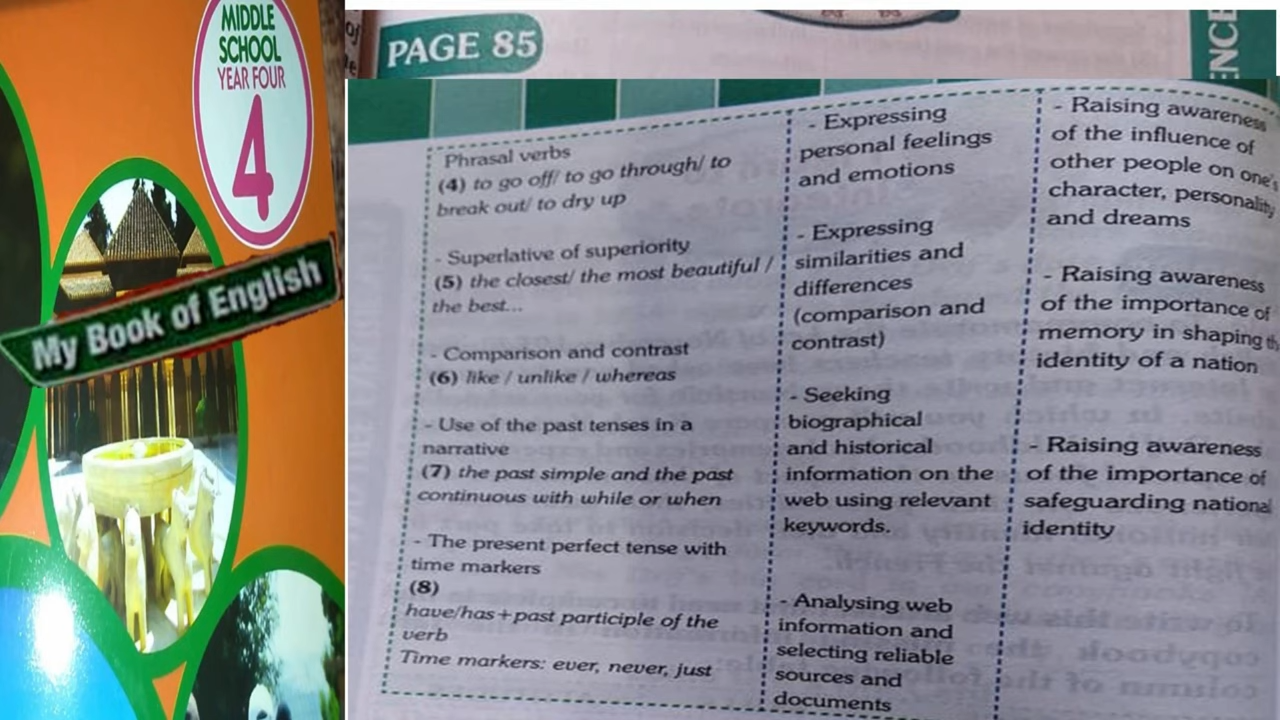 MIDDLE
SCHOOL
YEAR FOUR
4
My Book of English
PAGE 85
Phrasal verbs
(4) to go off/ to go through/ to
break out/ to dry up
- Superlative of superiority
(5) the closest/ the most beautiful /
the best...
- Comparison and contrast
(6) like / unlike / whereas
- Use of the past tenses in a
narrative
(7) the past simple and the past
continuous with while or when
- The present perfect tense with
time markers
(8)
have/has+past participle of the
verb
Time markers: ever, never, just
- Expressing
personal feelings
and emotions
- Expressing
similarities and
differences
(comparison and
contrast)
- Seeking
biographical
and historical
information on the
web using relevant
keywords.
- Analysing web
information and
selecting reliable
sources and
documents
- Raising awareness
of the influence of
other people on one's
character, personality
and dreams
- Raising awareness
of the importance of
memory in shaping
identity of a nation
- Raising awareness
of the importance of
safeguarding national
identity